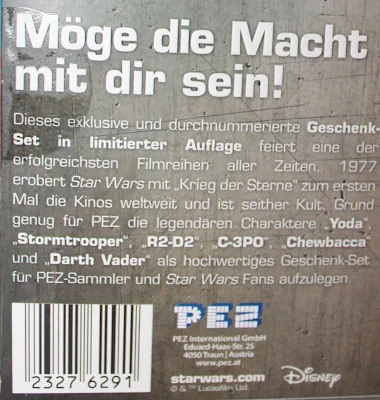 Möge die Macht
mit dir sein!
Dieses exklusive und durchnummerierte Geschenk-
Set in limitierter Auflage feiert eine der
erfolgreichsten Filmreihen aller Zeiten. 1977
erobert Star Wars mit „Krieg der Sterne" zum ersten
Mal die Kinos weltweit und ist seither Kult. Grund
genug für PEZ die legendären Charaktere „Yoda",
„Stormtrooper", „R2-D2", „C-3PO", „Chewbacca"
und „Darth Vader" als hochwertiges Geschenk-Set
für PEZ-Sammler und Star Wars Fans aufzulegen.
PEZ
PEZ International GmbH
Eduard-Haas-Str. 25
4050 Traun | Austria
www.pez.at
2327 6291
starwars.com
© & ™ Lucasfilm Ltd.
Disney